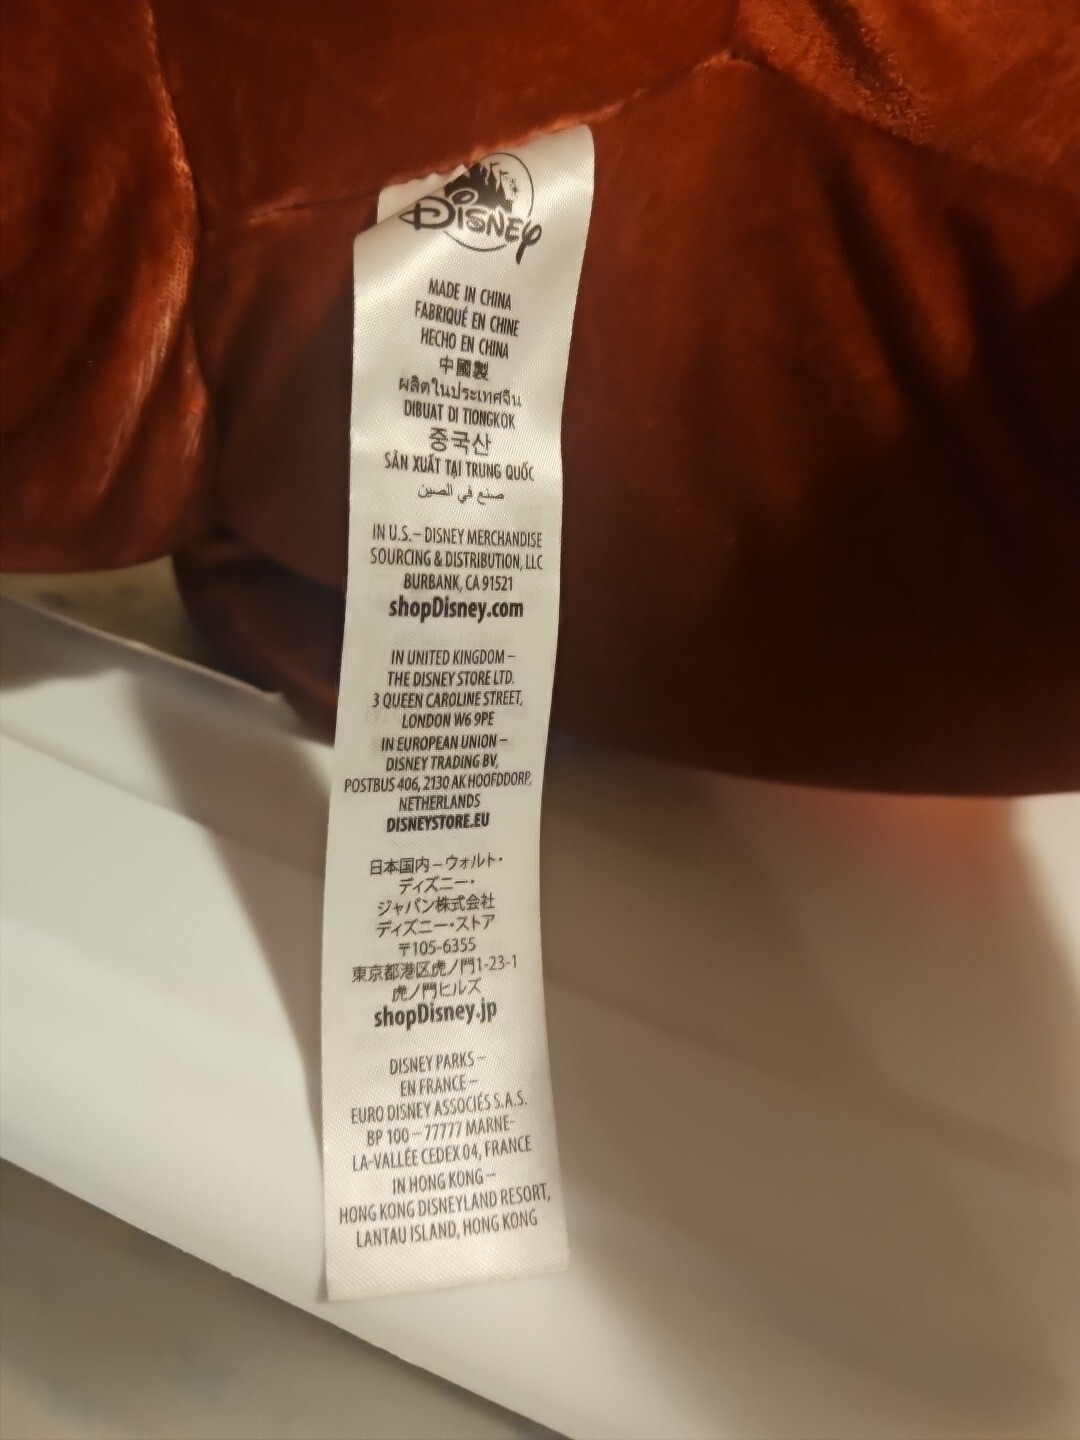 Disney
MADE IN CHINA
FABRIQUÉ EN CHINE
HECHO EN CHINA
中國製
ผลิตในประเทศจีน
DIBUAT DI TIONGKOK
중국산
SẢN XUẤT TẠI TRUNG QUỐC
صنع في الصين
IN U.S. – DISNEY MERCHANDISE
SOURCING & DISTRIBUTION, LLC
BURBANK, CA 91521
shopDisney.com
IN UNITED KINGDOM –
THE DISNEY STORE LTD.
3 QUEEN CAROLINE STREET,
LONDON W6 9PE
IN EUROPEAN UNION –
DISNEY TRADING BV,
POSTBUS 406, 2130 AK HOOFDDORP,
NETHERLANDS
DISNEYSTORE.EU
日本国内 – ウォルト・
ディズニー・
ジャパン株式会社
ディズニー・ストア
〒105-6355
東京都港区虎ノ門1-23-1
虎ノ門ヒルズ
shopDisney.jp
DISNEY PARKS –
EN FRANCE –
EURO DISNEY ASSOCIÉS S.A.S.
BP 100 – 77777 MARNE-
LA-VALLÉE CEDEX 04, FRANCE
IN HONG KONG –
HONG KONG DISNEYLAND RESORT,
LANTAU ISLAND, HONG KONG